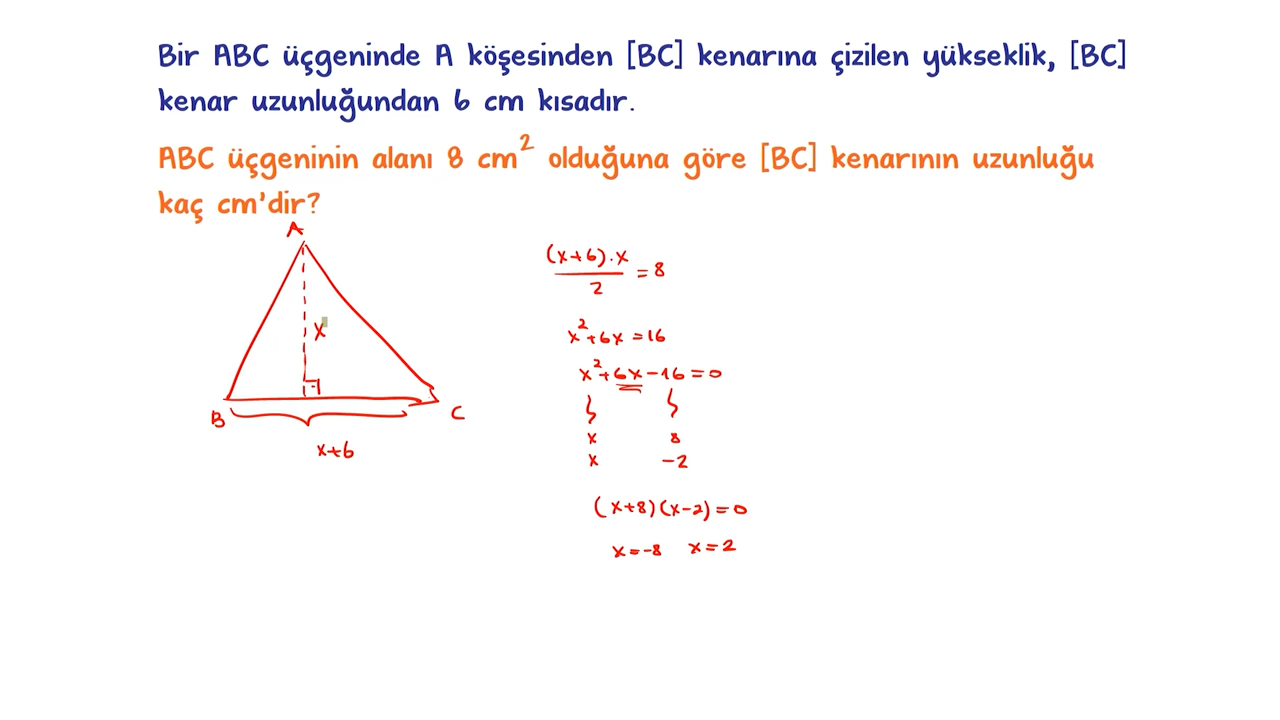 Bir ABC üçgeninde A köşesinden [BC] kenarına çizilen yükseklik, [BC]
kenar uzunluğundan 6 cm kısadır.
ABC üçgeninin alanı 8 cm² olduğuna göre [BC] kenarının uzunluğu
kaç cm'dir?
A
x
B
C
x+6
(x+6).x
= 8
2
x²+6x=16
x²+6x-16=0
x 8
x -2
(x+8)(x-2)=0
x=-8 x=2